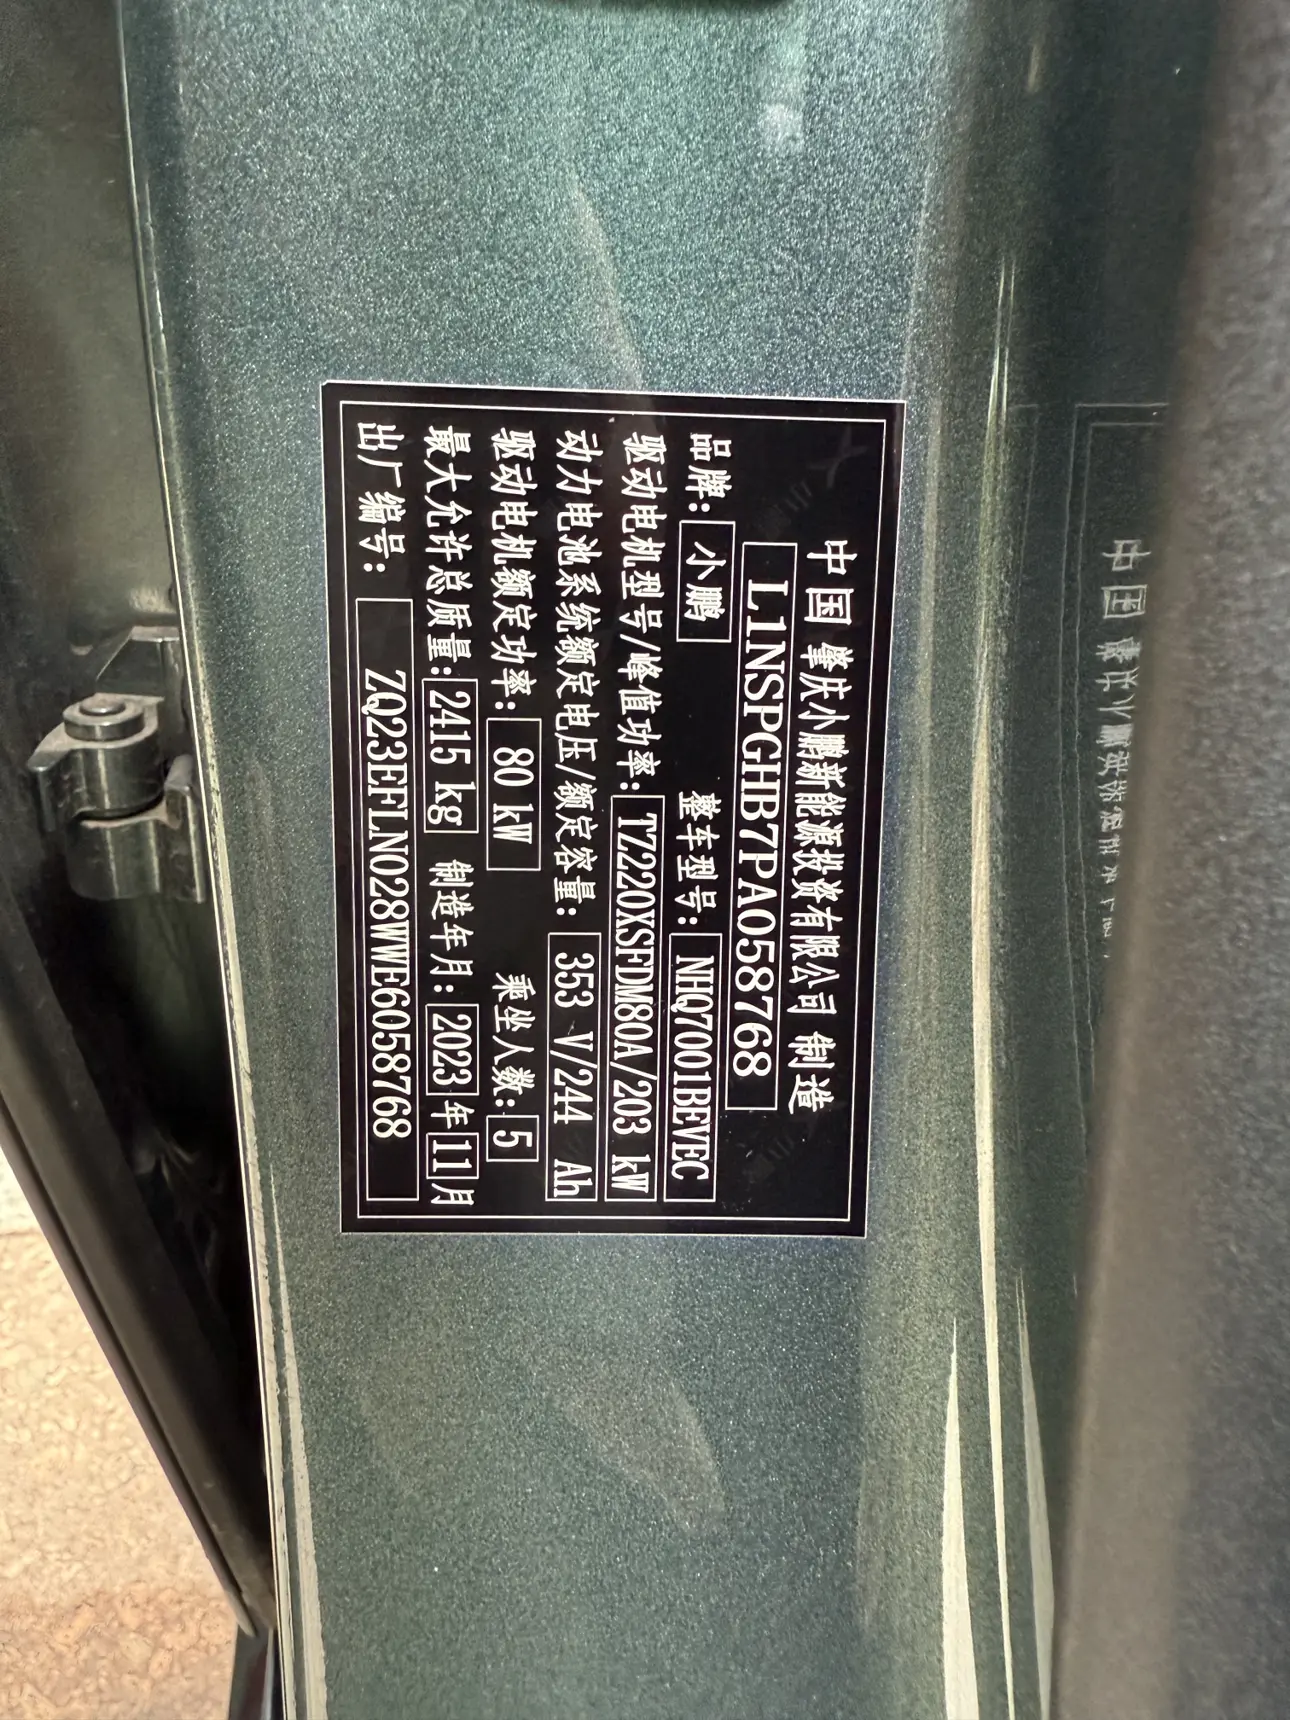 中国 肇庆小鹏新能源投资有限公司 制造
L1NSPGHB7PA058768
品牌: 小鹏 整车型号: NHQ7001BEVEC
驱动电机型号/峰值功率: TZ220XSFDM80A/203 kW
动力电池系统额定电压/额定容量: 353 V/244 Ah
驱动电机额定功率: 80 kW 乘坐人数: 5
最大允许总质量: 2415 kg 制造年月: 2023年11月
出厂编号: ZQ23EFLN028WWE6058768
中国